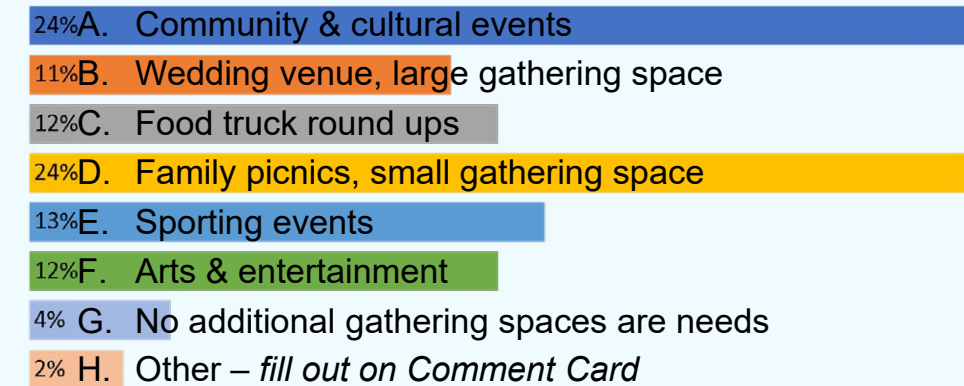 24% A. Community & cultural events
11% B. Wedding venue, large gathering space
12% C. Food truck round ups
24% D. Family picnics, small gathering space
13% E. Sporting events
12% F. Arts & entertainment
4% G. No additional gathering spaces are needs
2% H. Other – fill out on Comment Card